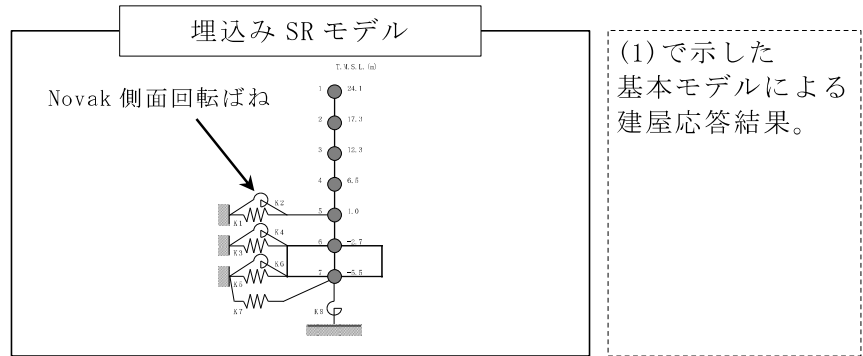 埋込み SR モデル
Novak 側面回転ばね
T.M.S.L.(m)
1 24.1
2 17.3
3 12.3
4 6.5
K2
5 1.0
K1
K4
6 -2.7
K3
K6
7 -5.5
K5
K7
K8
(1)で示した
基本モデルによる
建屋応答結果。